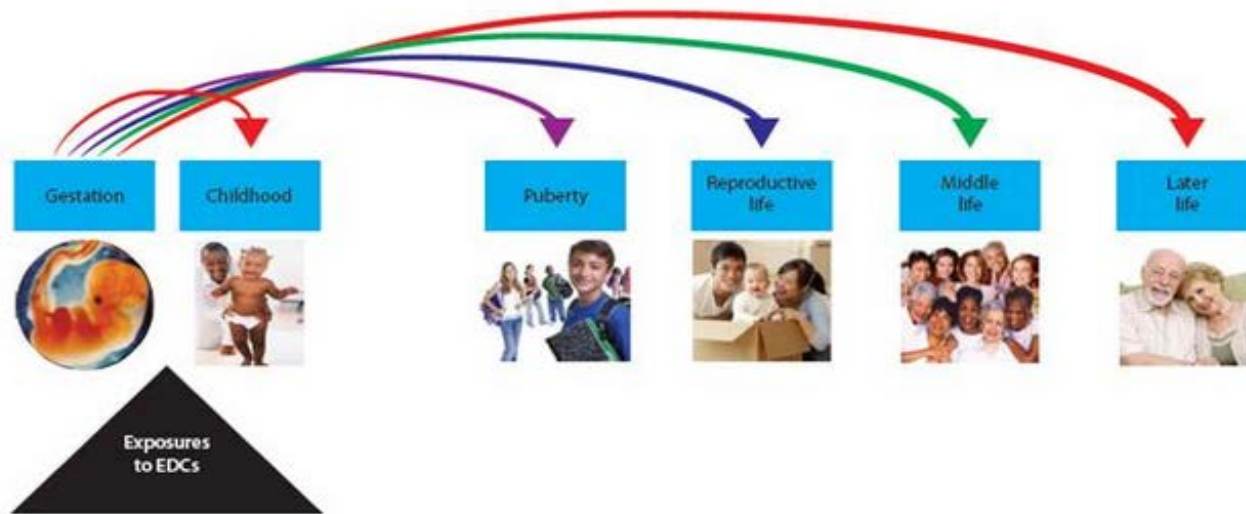 Gestation
Childhood
Puberty
Reproductive
life
Middle
life
Later
life
Exposures
to EDCs